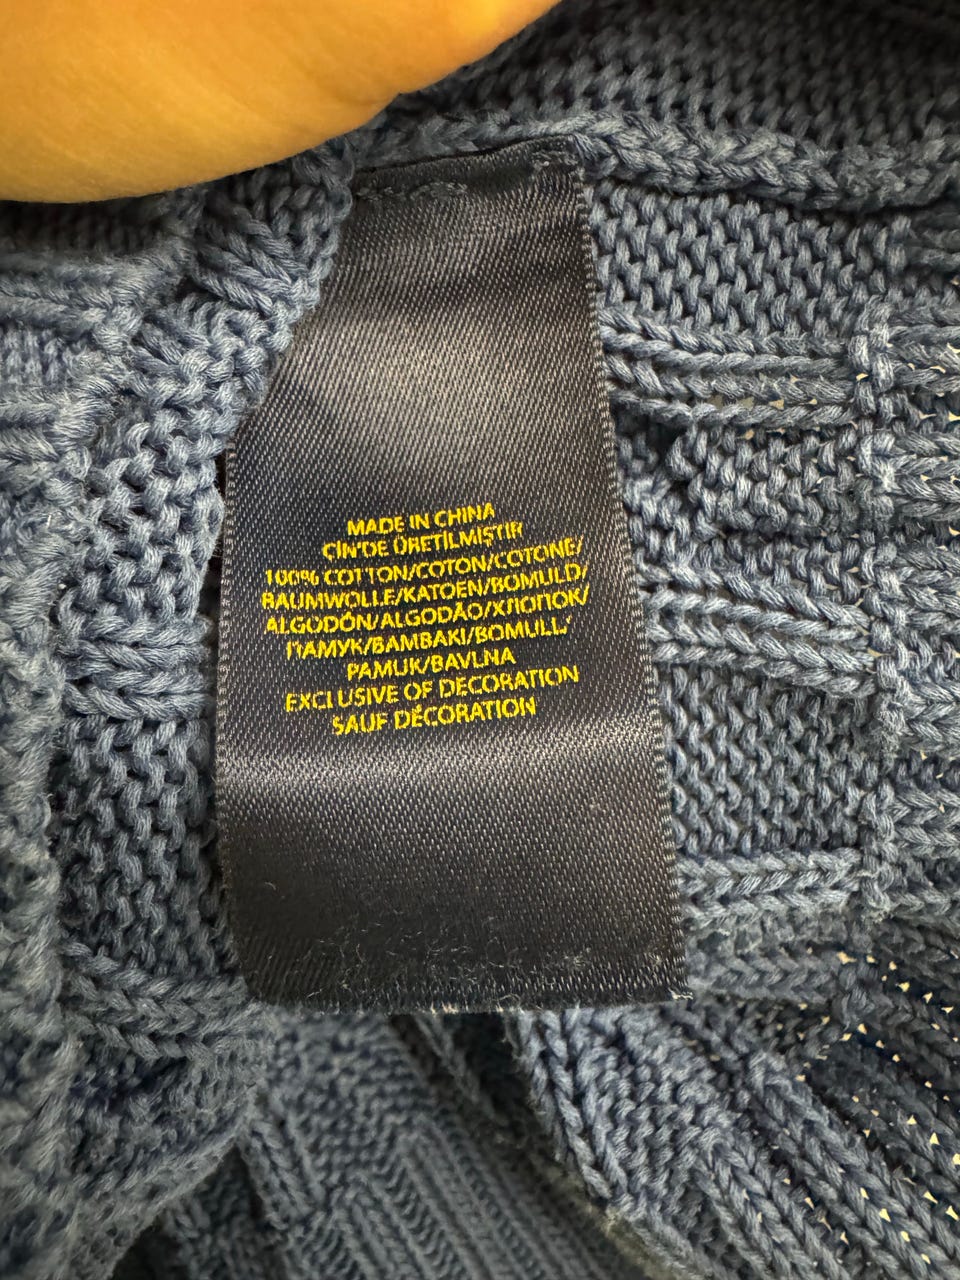 MADE IN CHINA
ÇİN'DE ÜRETİLMİŞTİR
100% COTTON/COTON/COTONE/
BAUMWOLLE/KATOEN/BOMULD/
ALGODÓN/ALGODÃO/ХЛОПОК/
ПАМУК/BAMBAKI/BOMULL/
PAMUK/BAVLNA
EXCLUSIVE OF DECORATION
SAUF DÉCORATION